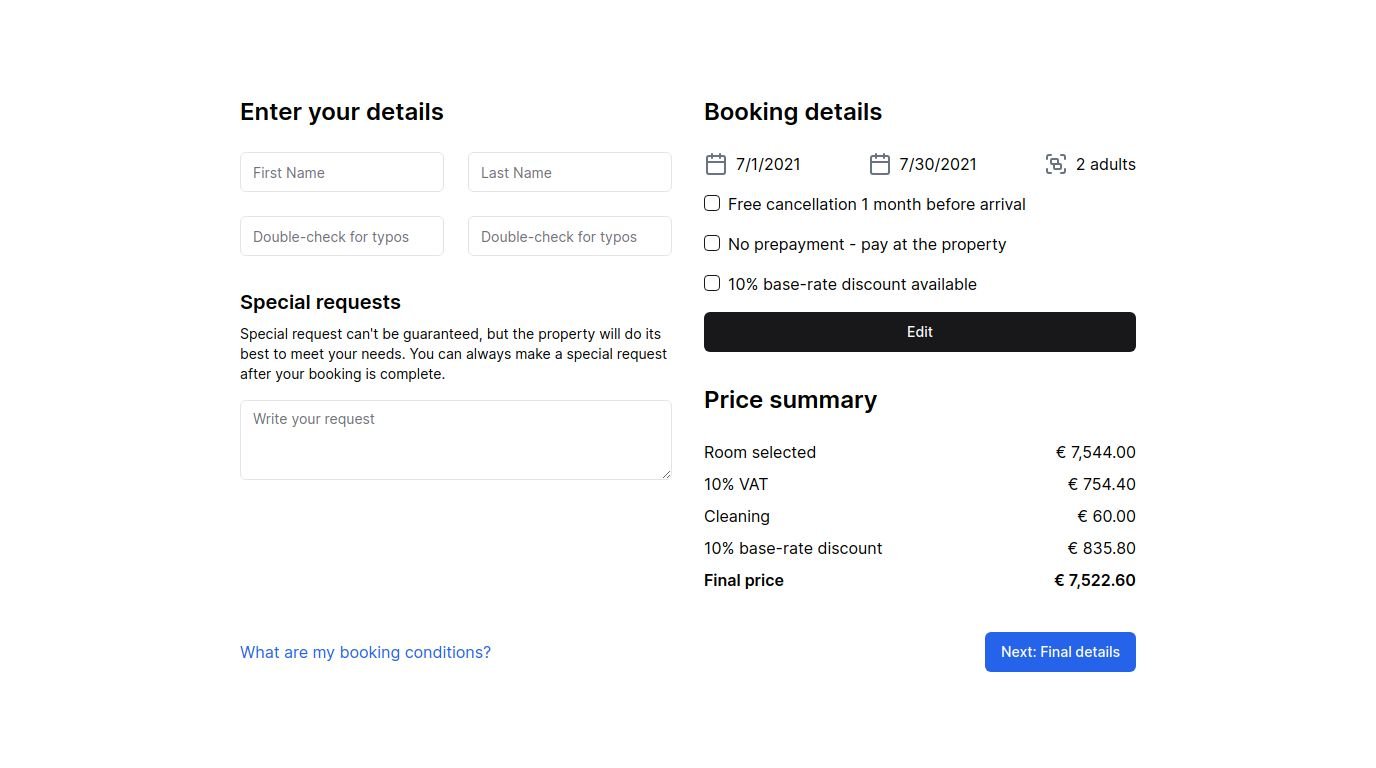 Enter your details
First Name
Last Name
Double-check for typos
Double-check for typos
Special requests
Special request can't be guaranteed, but the property will do its
best to meet your needs. You can always make a special request
after your booking is complete.
Write your request
Booking details
7/1/2021
7/30/2021
2 adults
Free cancellation 1 month before arrival
No prepayment - pay at the property
10% base-rate discount available
Edit
Price summary
Room selected € 7,544.00
10% VAT € 754.40
Cleaning € 60.00
10% base-rate discount € 835.80
Final price € 7,522.60
What are my booking conditions?
Next: Final details